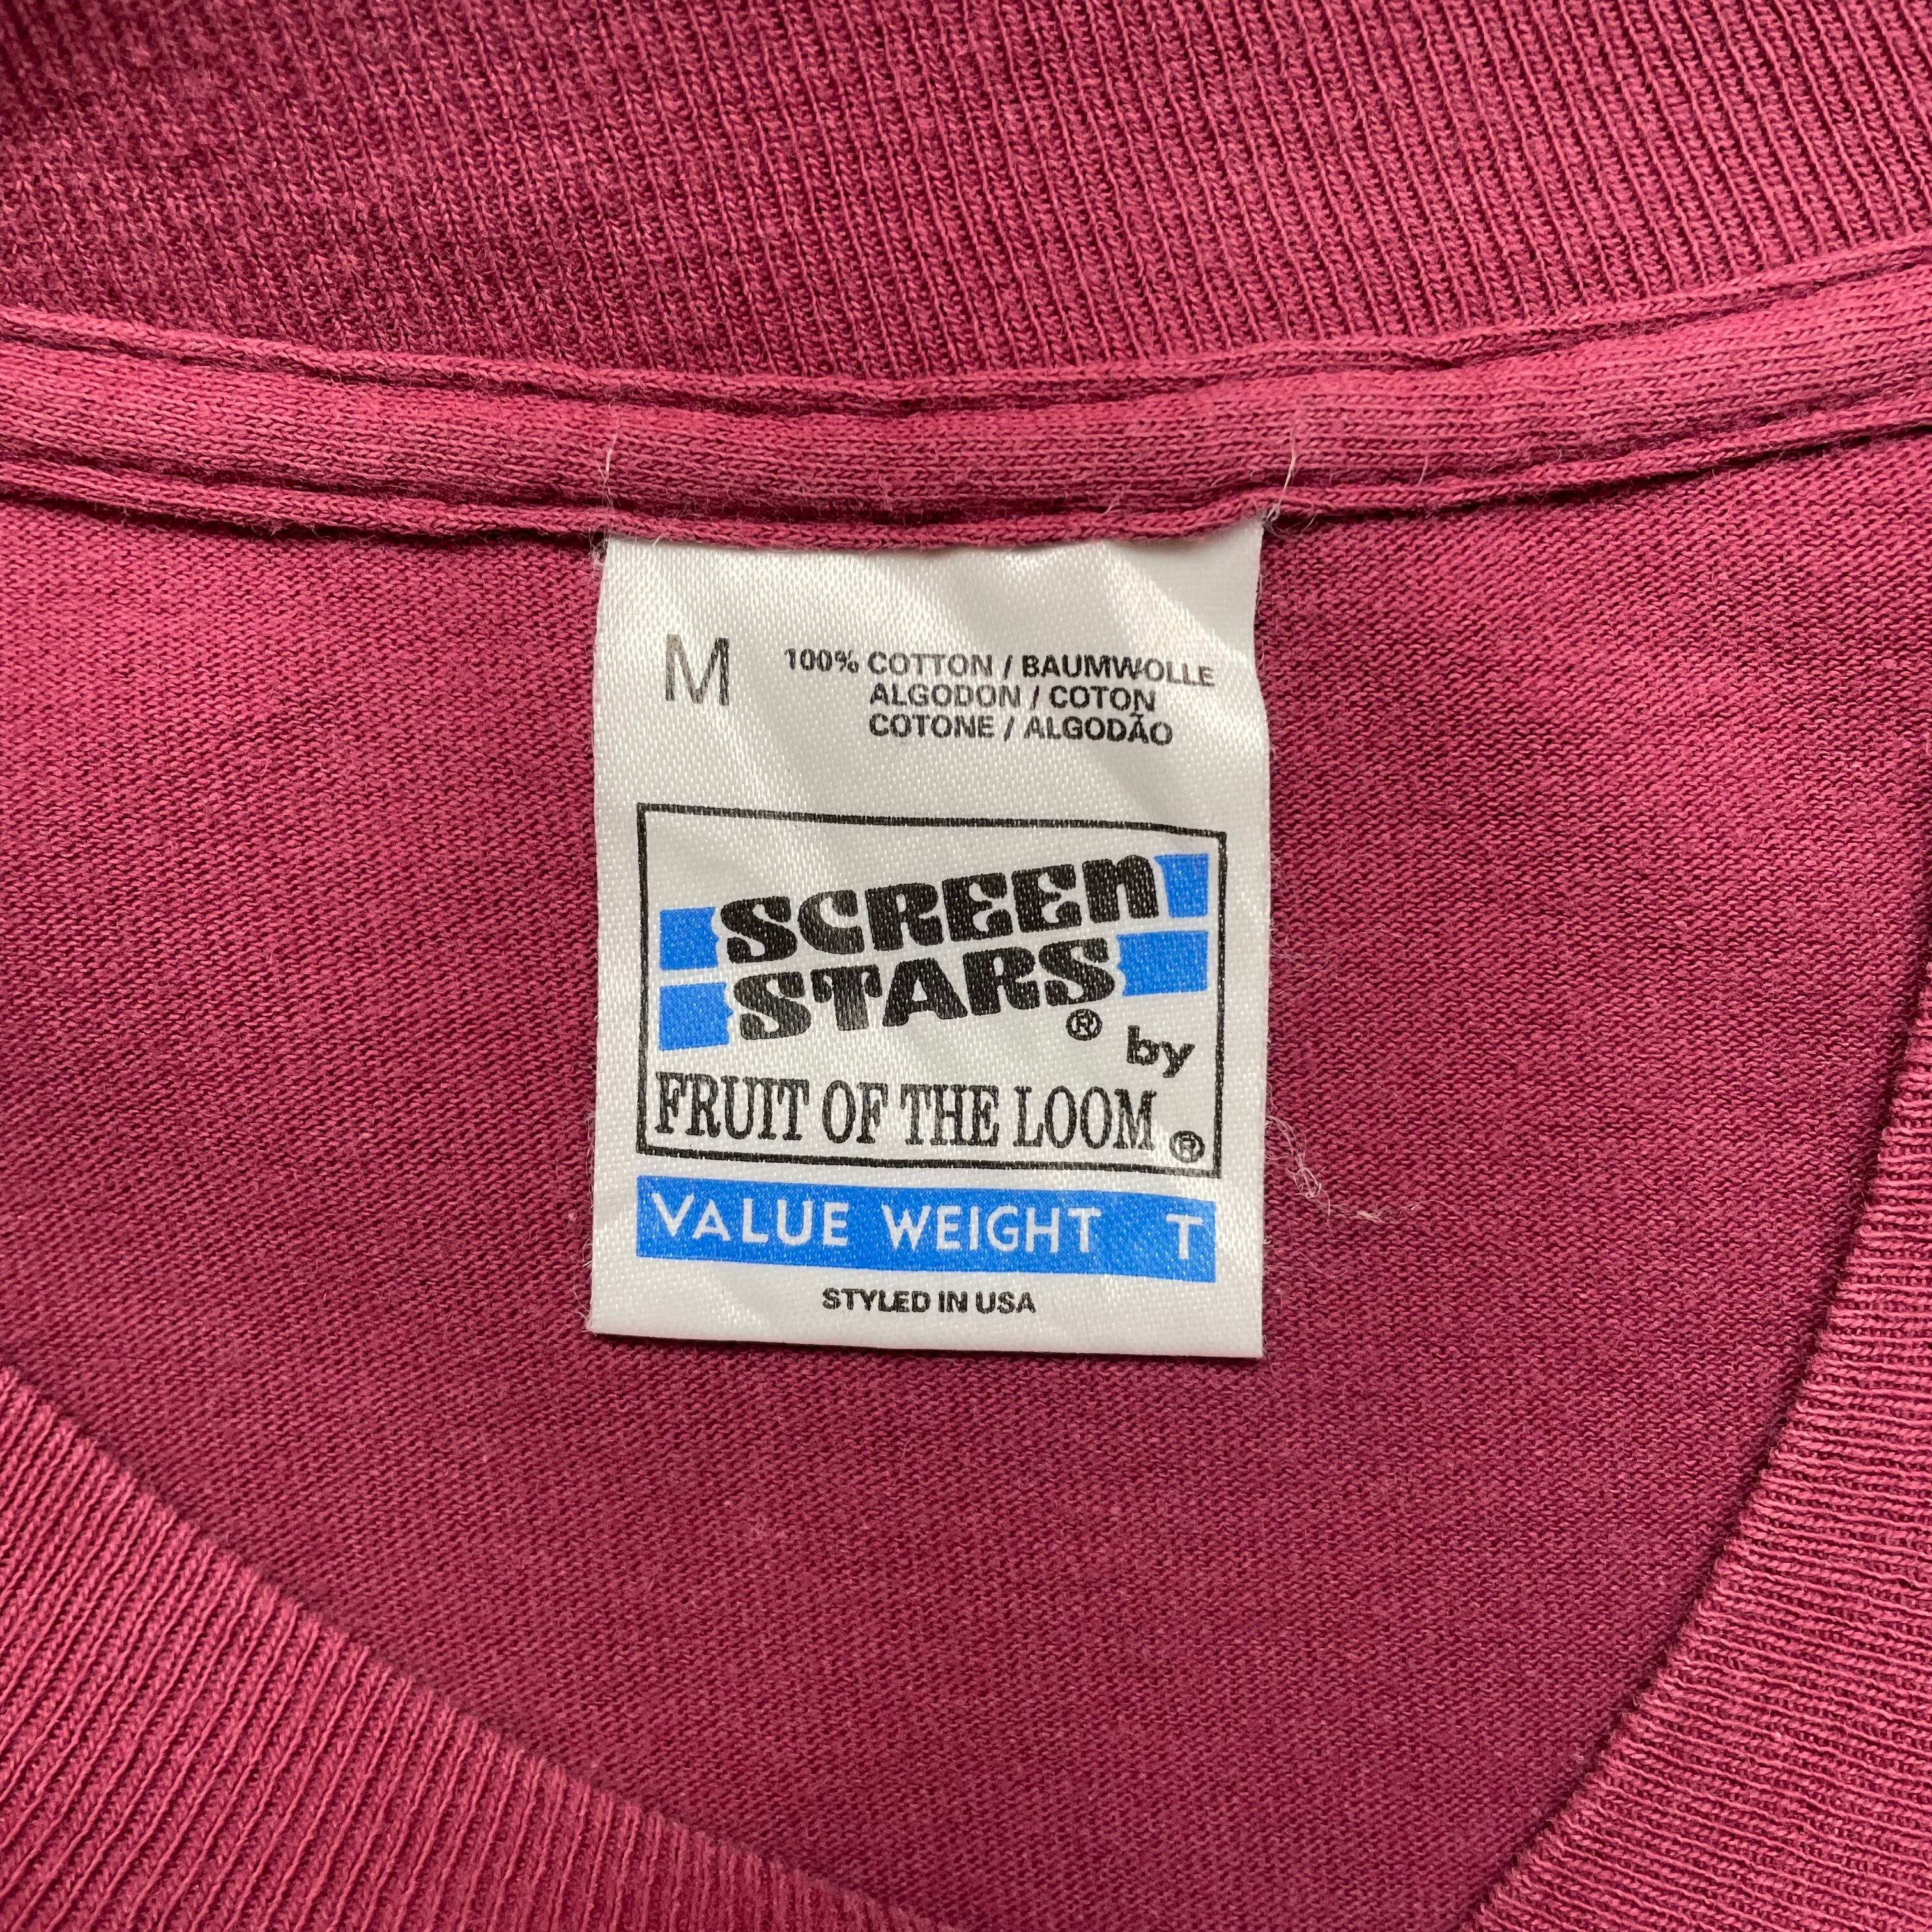 M 100% COTTON / BAUMWOLLE
ALGODON / COTON
COTONE / ALGODÃO
SCREEN
STARS®
by
FRUIT OF THE LOOM®
VALUE WEIGHT T
STYLED IN USA